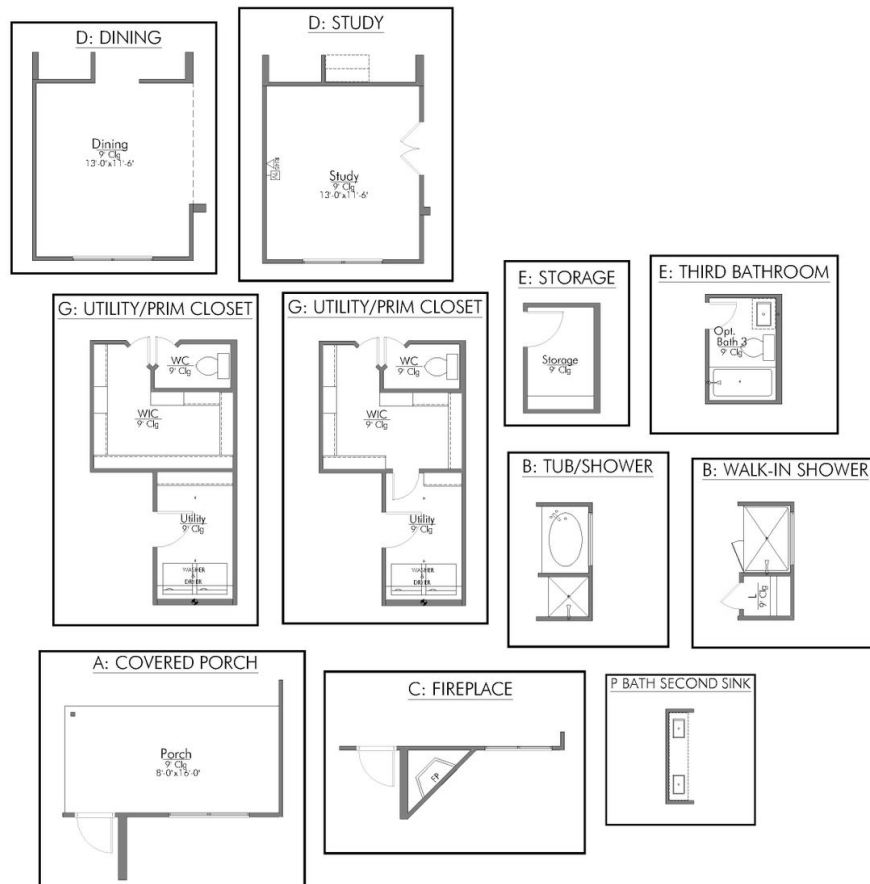 D: DINING
Dining
9' Clg
13'-0"x11'-6"
D: STUDY
Study
9' Clg
13'-0"x11'-6"
G: UTILITY/PRIM CLOSET
WC
9' Clg
WIC
9' Clg
Utility
9' Clg
WASHER
&
DRYER
G: UTILITY/PRIM CLOSET
WC
9' Clg
WIC
9' Clg
Utility
9' Clg
WASHER
&
DRYER
E: STORAGE
Storage
9' Clg
E: THIRD BATHROOM
Opt.
Bath 3
9' Clg
B: TUB/SHOWER
B: WALK-IN SHOWER
L
9' Clg
A: COVERED PORCH
Porch
9' Clg
8'-0"x16'-0"
C: FIREPLACE
FP
P BATH SECOND SINK